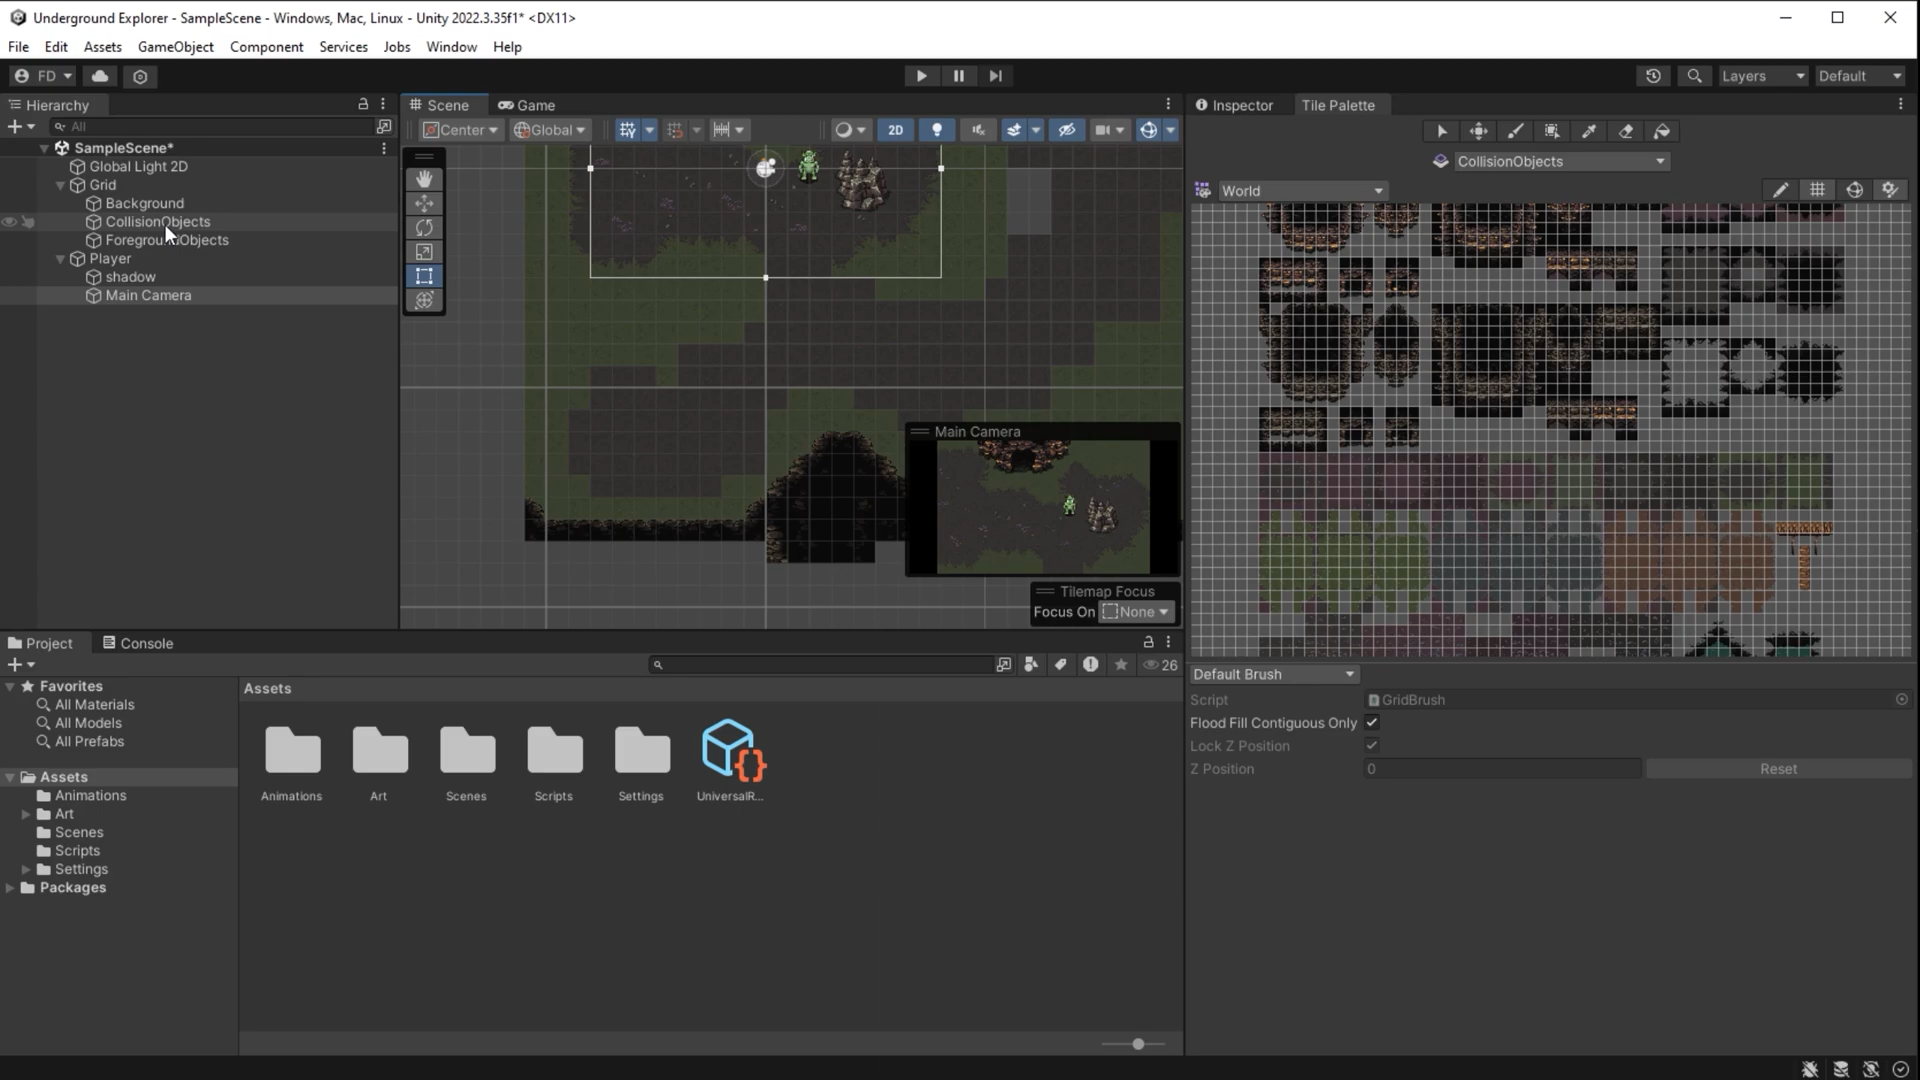 Underground Explorer - SampleScene - Windows, Mac, Linux - Unity 2022.3.35f1* <DX11>
File Edit Assets GameObject Component Services Jobs Window Help
FD
Layers
Default
Hierarchy
All
SampleScene*
Global Light 2D
Grid
Background
CollisionObjects
ForegroundObjects
Player
shadow
Main Camera
Scene
Game
Center
Global
2D
Main Camera
Tilemap Focus
Focus On None
Inspector
Tile Palette
CollisionObjects
World
Default Brush
Script GridBrush
Flood Fill Contiguous Only
Lock Z Position
Z Position 0 Reset
Project
Console
26
Favorites
All Materials
All Models
All Prefabs
Assets
Animations
Art
Scenes
Scripts
Settings
Packages
Assets
Animations
Art
Scenes
Scripts
Settings
UniversalR...